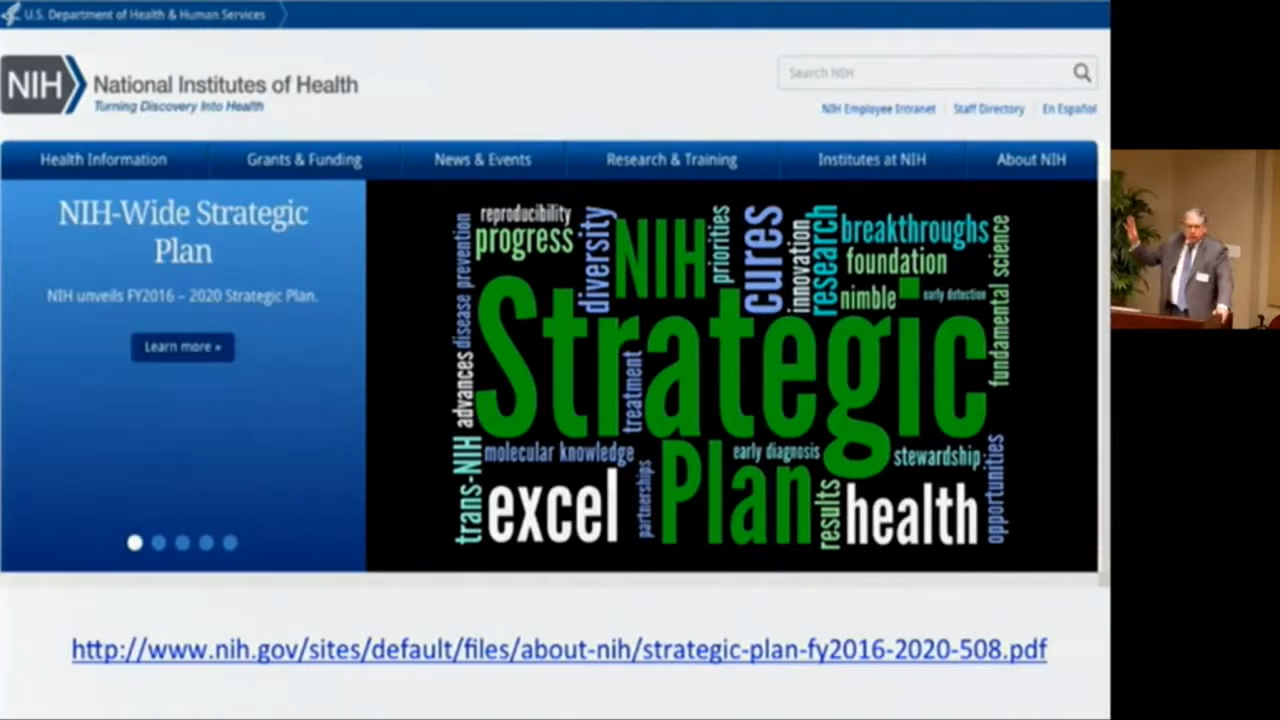 U.S. Department of Health & Human Services
NIH National Institutes of Health
Turning Discovery Into Health
Search NIH
NIH Employee Intranet
Staff Directory
En Español
Health Information
Grants & Funding
News & Events
Research & Training
Institutes at NIH
About NIH
NIH-Wide Strategic
Plan
NIH unveils FY2016 – 2020 Strategic Plan.
Learn more »
reproducibility
progress
disease prevention
advances
diversity
NIH
priorities
cures
innovation
research
breakthroughs
foundation
nimble
early detection
fundamental science
Strategic
treatment
trans-NIH
molecular knowledge
excel
partnerships
Plan
early diagnosis
results
stewardship
health
opportunities
http://www.nih.gov/sites/default/files/about-nih/strategic-plan-fy2016-2020-508.pdf